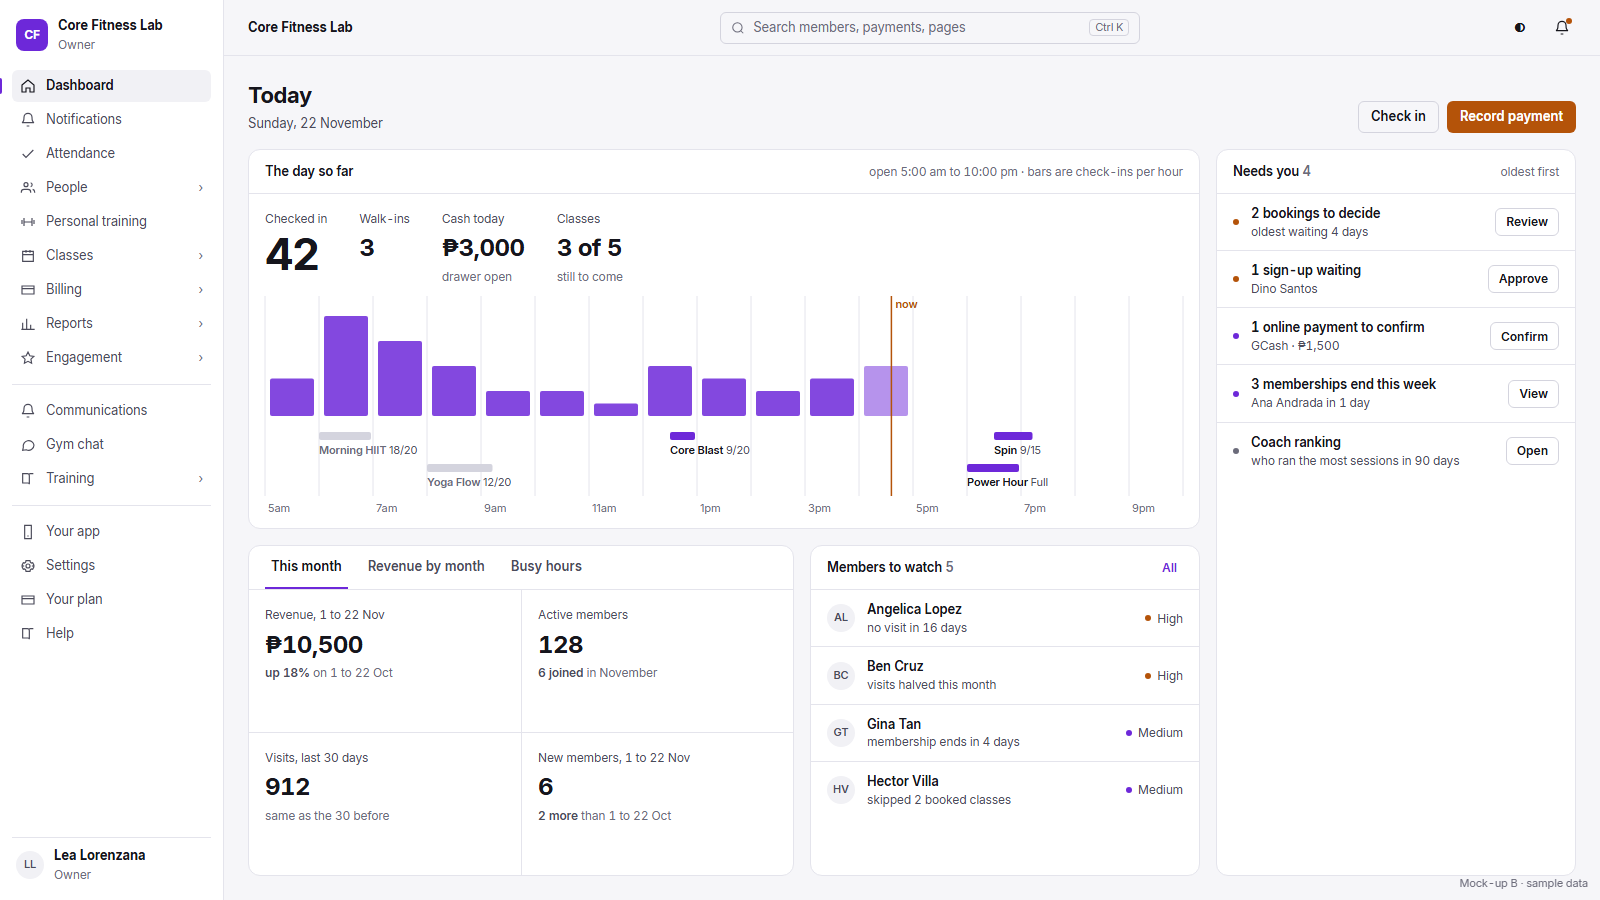 CF
Core Fitness Lab
Owner
Dashboard
Notifications
Attendance
People
Personal training
Classes
Billing
Reports
Engagement
Communications
Gym chat
Training
Your app
Settings
Your plan
Help
LL
Lea Lorenzana
Owner
Core Fitness Lab
Search members, payments, pages
Ctrl K
Today
Sunday, 22 November
Check in
Record payment
The day so far
open 5:00 am to 10:00 pm · bars are check-ins per hour
Checked in
42
Walk-ins
3
Cash today
₱3,000
drawer open
Classes
3 of 5
still to come
now
Morning HIIT 18/20
Core Blast 9/20
Spin 9/15
Yoga Flow 12/20
Power Hour Full
5am 7am 9am 11am 1pm 3pm 5pm 7pm 9pm
Needs you 4
oldest first
2 bookings to decide
oldest waiting 4 days
Review
1 sign-up waiting
Dino Santos
Approve
1 online payment to confirm
GCash · ₱1,500
Confirm
3 memberships end this week
Ana Andrada in 1 day
View
Coach ranking
who ran the most sessions in 90 days
Open
This month
Revenue by month
Busy hours
Revenue, 1 to 22 Nov
₱10,500
up 18% on 1 to 22 Oct
Active members
128
6 joined in November
Visits, last 30 days
912
same as the 30 before
New members, 1 to 22 Nov
6
2 more than 1 to 22 Oct
Members to watch 5
All
AL
Angelica Lopez
no visit in 16 days
High
BC
Ben Cruz
visits halved this month
High
GT
Gina Tan
membership ends in 4 days
Medium
HV
Hector Villa
skipped 2 booked classes
Medium
Mock-up B · sample data